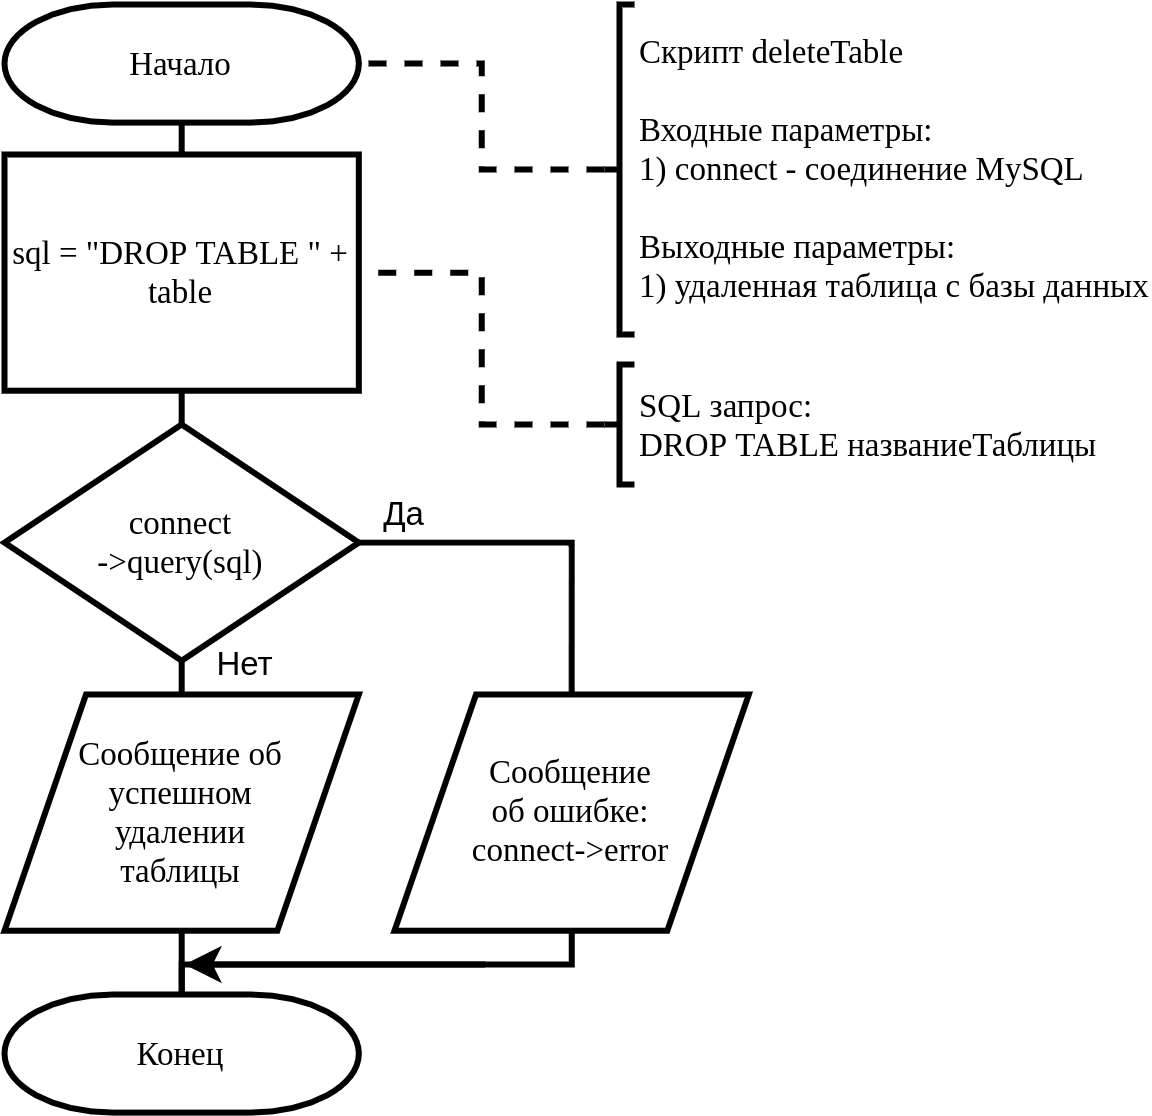 Начало
Скрипт deleteTable
Входные параметры:
1) connect - соединение MySQL
Выходные параметры:
1) удаленная таблица с базы данных
sql = "DROP TABLE " +
table
SQL запрос:
DROP TABLE названиеТаблицы
connect
->query(sql)
Да
Нет
Сообщение об
успешном
удалении
таблицы
Сообщение
об ошибке:
connect->error
Конец